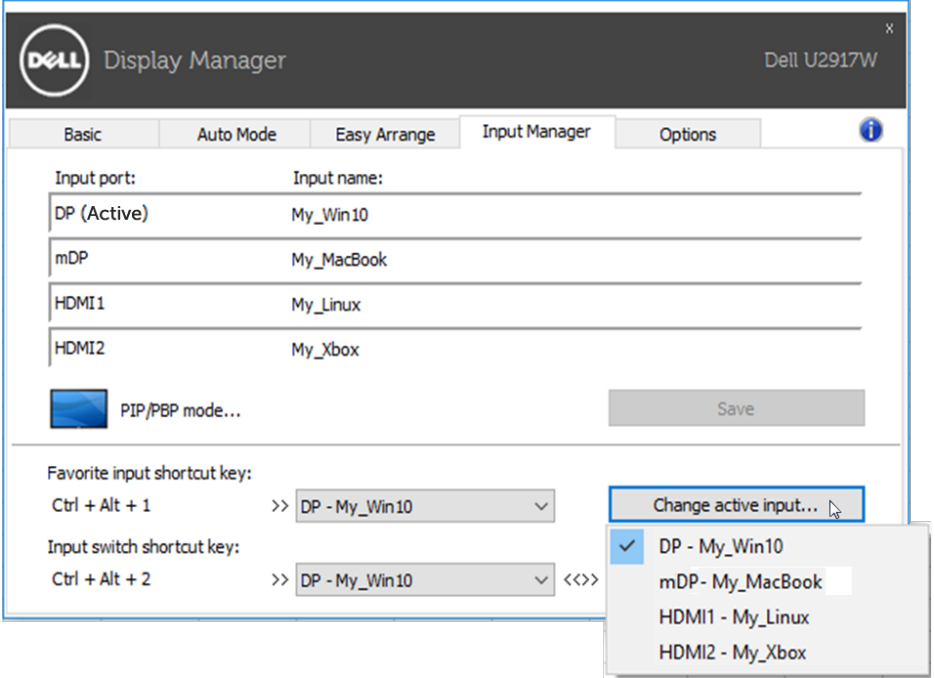 DELL Display Manager
x
Dell U2917W
Basic Auto Mode Easy Arrange Input Manager Options i
Input port: Input name:
DP (Active) My_Win10
mDP My_MacBook
HDMI1 My_Linux
HDMI2 My_Xbox
PIP/PBP mode... Save
Favorite input shortcut key:
Ctrl + Alt + 1 >> DP - My_Win10 Change active input...
Input switch shortcut key:
Ctrl + Alt + 2 >> DP - My_Win10 <<>>
DP - My_Win10
mDP- My_MacBook
HDMI1 - My_Linux
HDMI2 - My_Xbox